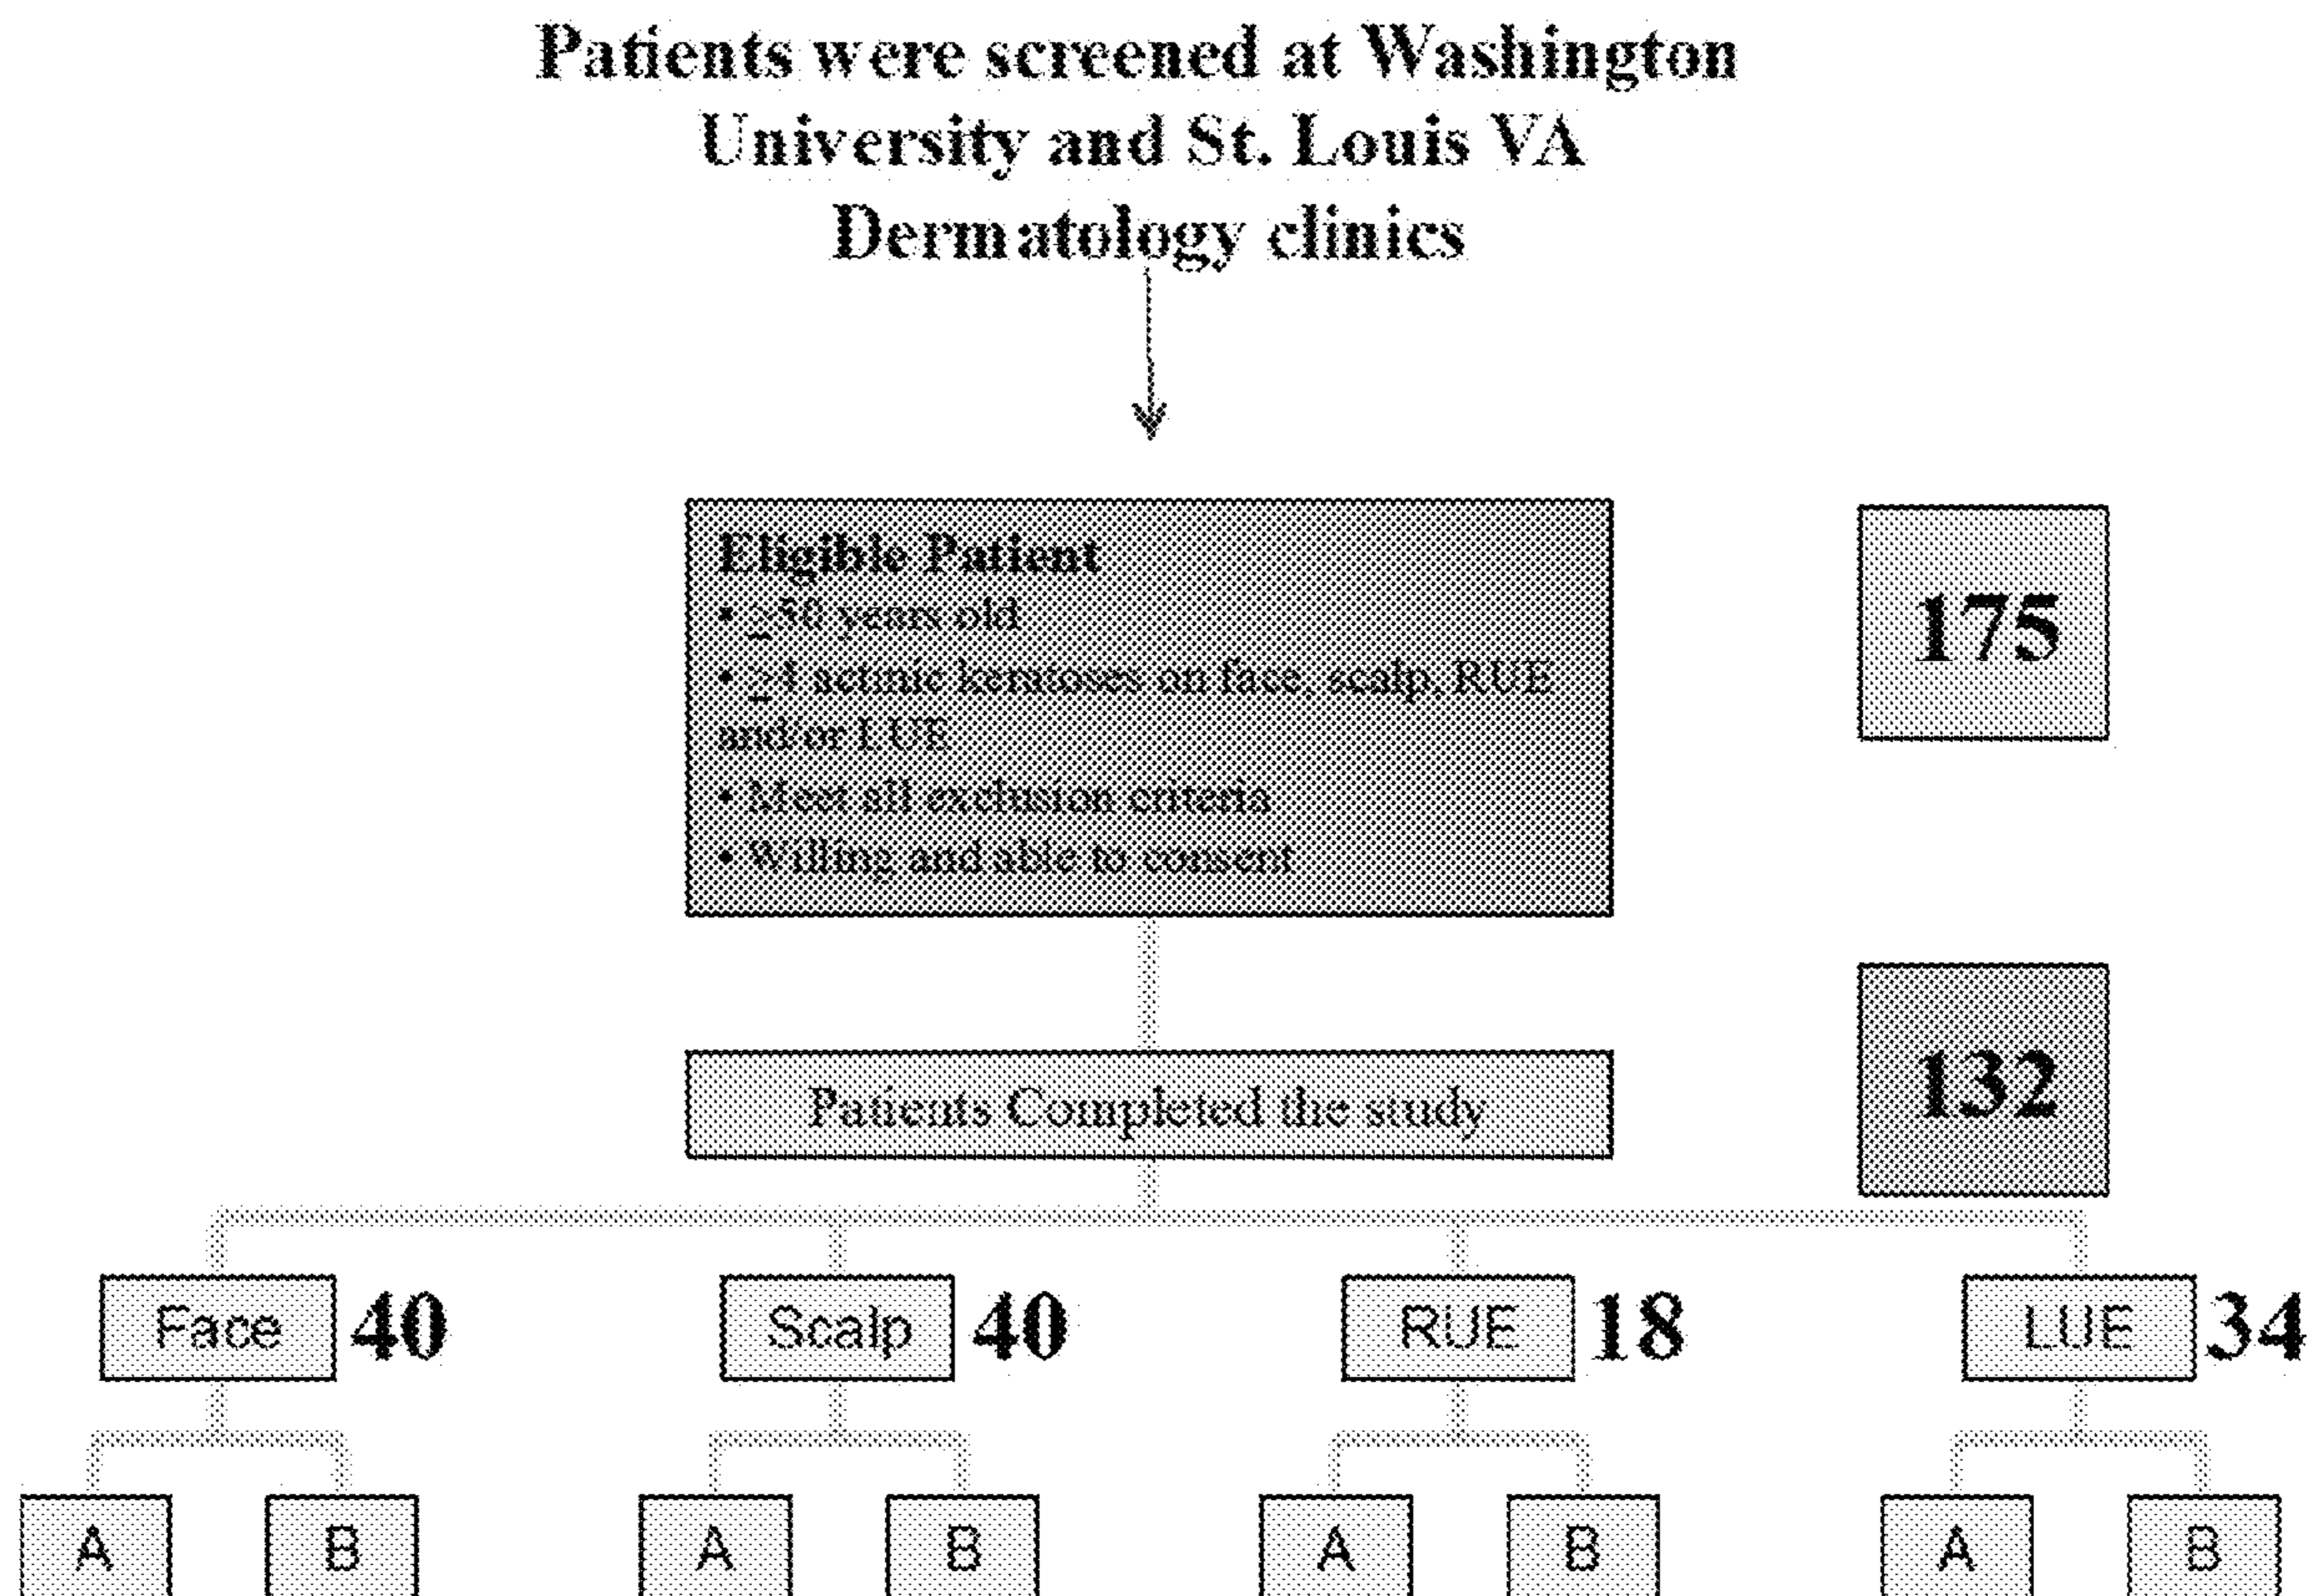 Patients were screened at Washington
University and St. Louis VA
Dermatology clinics
Eligible Patient
• ≥50 years old
• ≥4 actinic keratoses on face, scalp, RUE
and/or LUE
• Meet all exclusion criteria
• Willing and able to consent
175
Patients Completed the study
132
Face 40 Scalp 40 RUE 18 LUE 34
A B A B A B A B